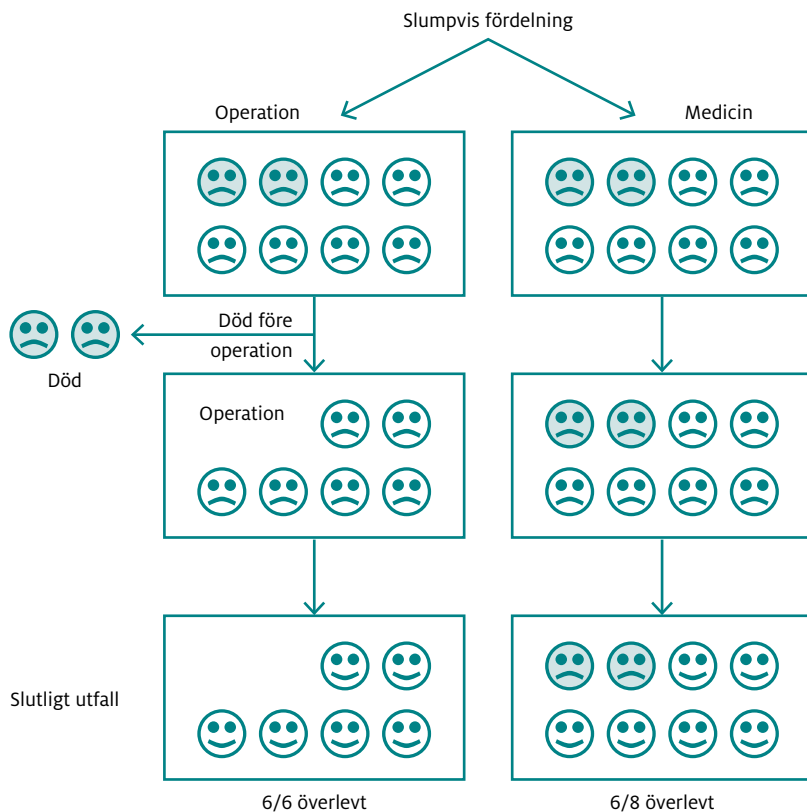 Slumpvis fördelning
Operation
Medicin
Död före
operation
Död
Operation
Slutligt utfall
6/6 överlevt
6/8 överlevt